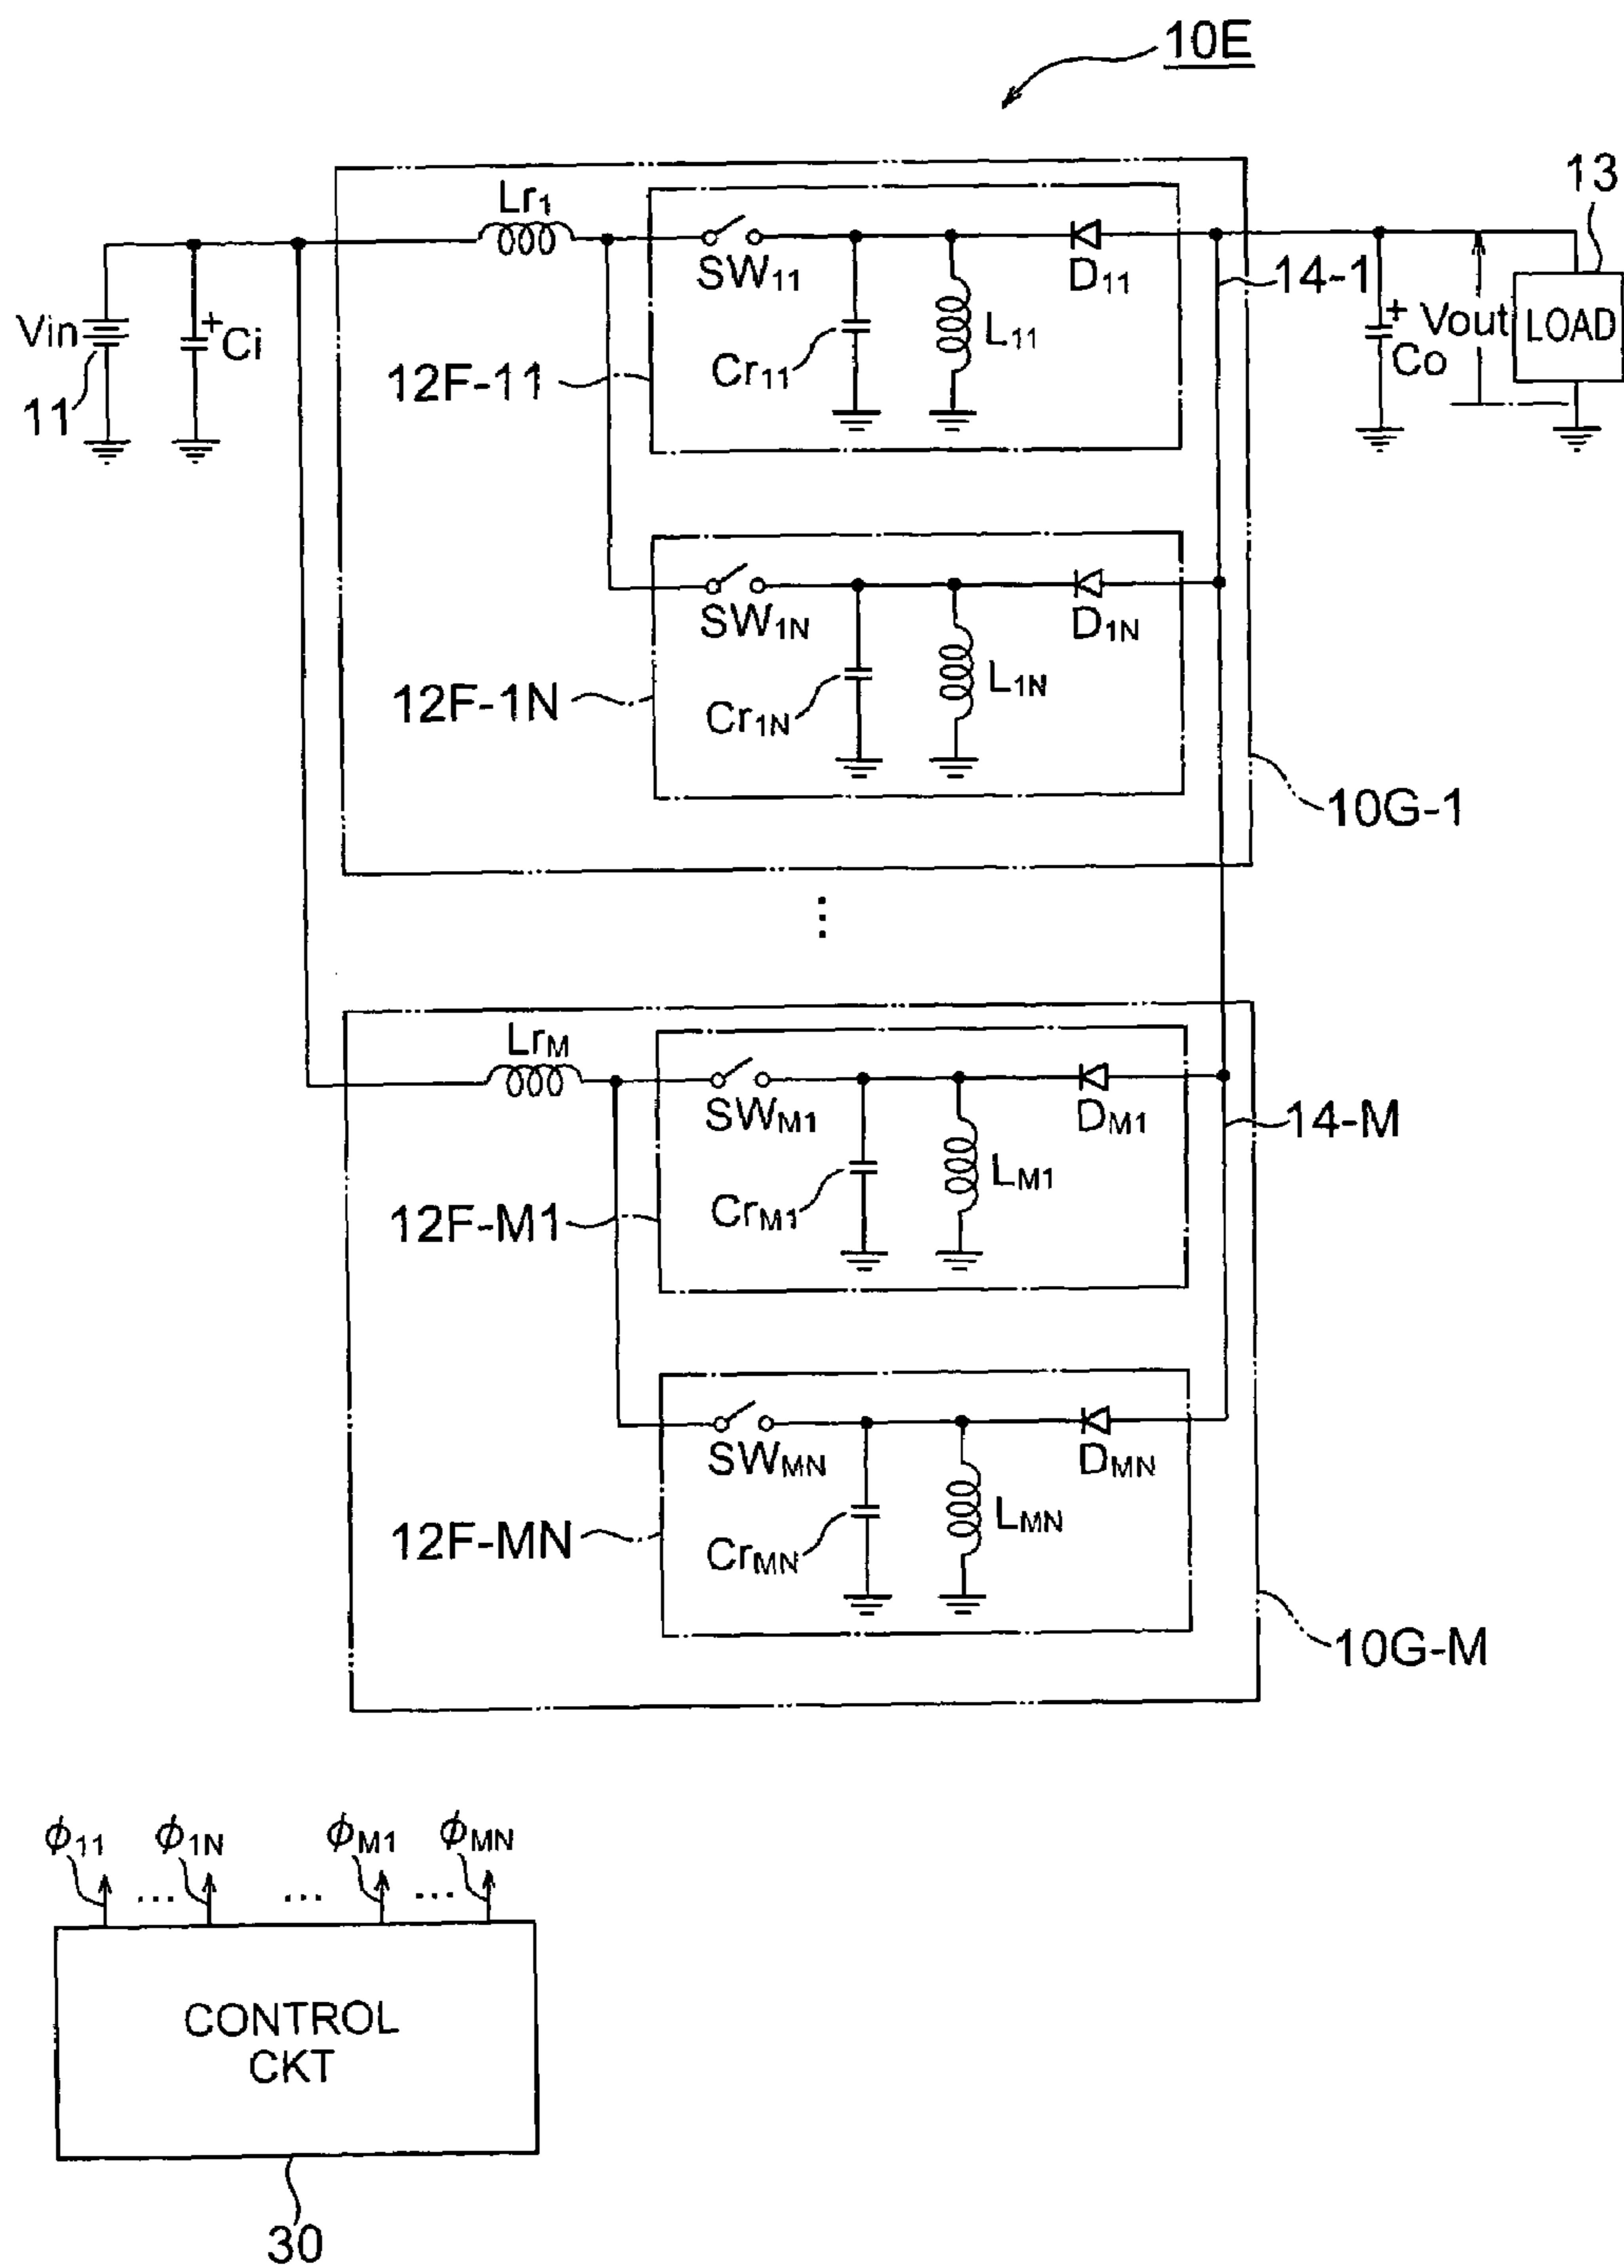 10E
13
Lr1
SW11
D11
14-1
Vin
+
Ci
Cr11
L11
+
Co
Vout
LOAD
11
12F-11
SW1N
D1N
12F-1N
Cr1N
L1N
10G-1
⋮
LrM
SWM1
DM1
14-M
12F-M1
CrM1
LM1
SWMN
DMN
12F-MN
CrMN
LMN
10G-M
ϕ11 ... ϕ1N ... ϕM1 ... ϕMN
CONTROL
CKT
30